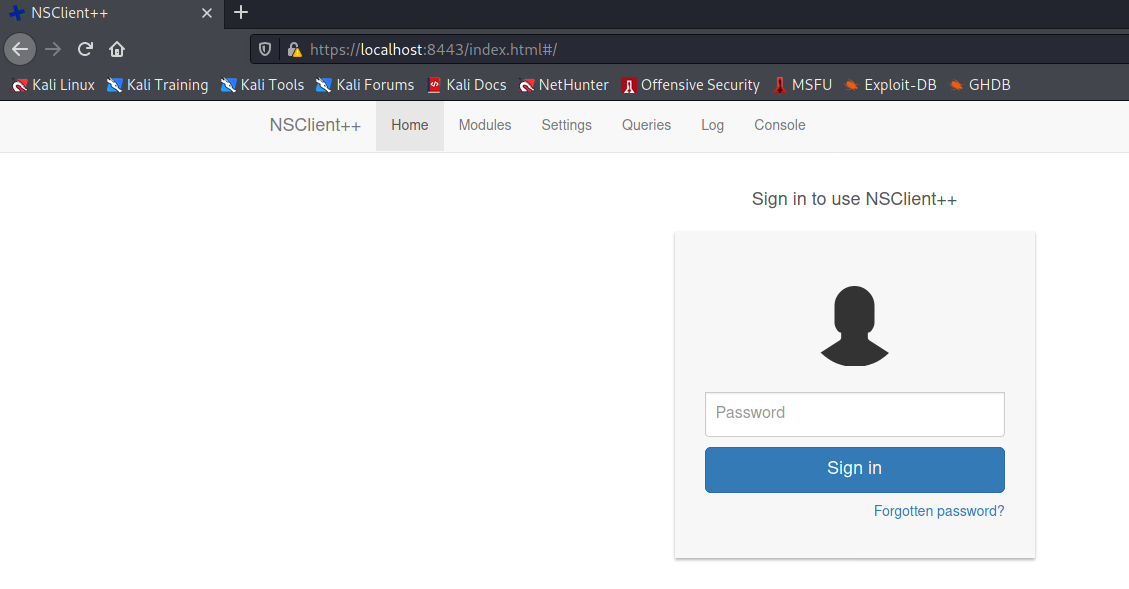 NSClient++
https://localhost:8443/index.html#/
Kali Linux Kali Training Kali Tools Kali Forums Kali Docs NetHunter Offensive Security MSFU Exploit-DB GHDB
NSClient++ Home Modules Settings Queries Log Console
Sign in to use NSClient++
Password
Sign in
Forgotten password?